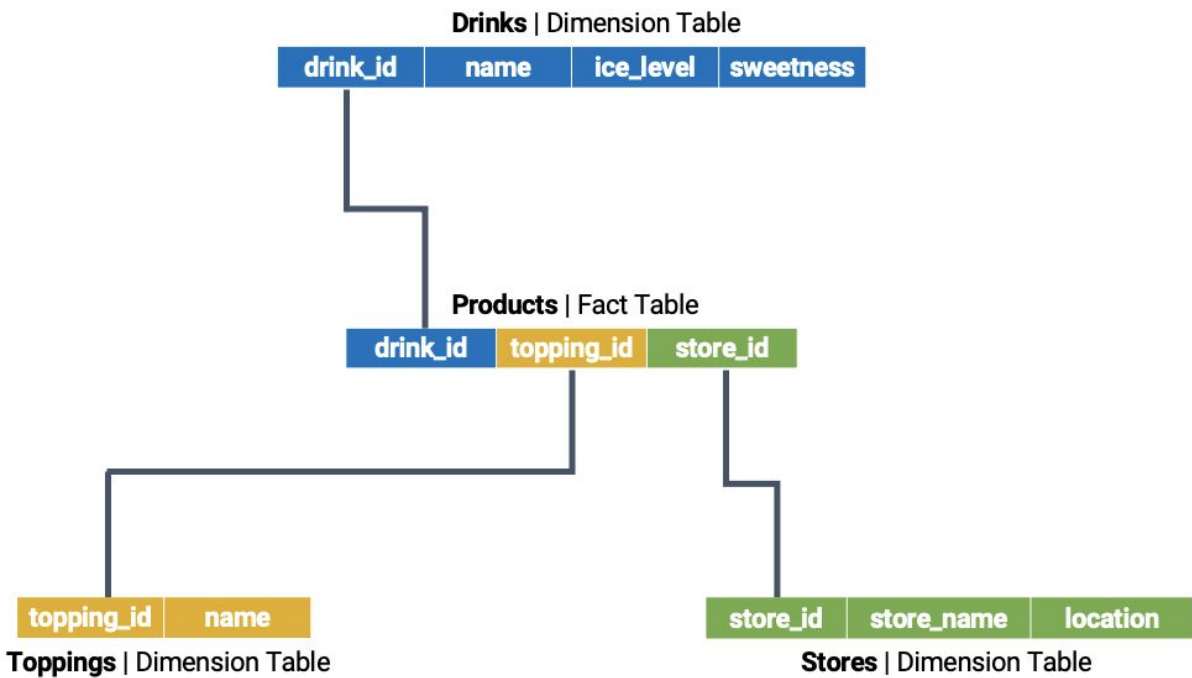 Drinks | Dimension Table
drink_id name ice_level sweetness
Products | Fact Table
drink_id topping_id store_id
topping_id name
Toppings | Dimension Table
store_id store_name location
Stores | Dimension Table